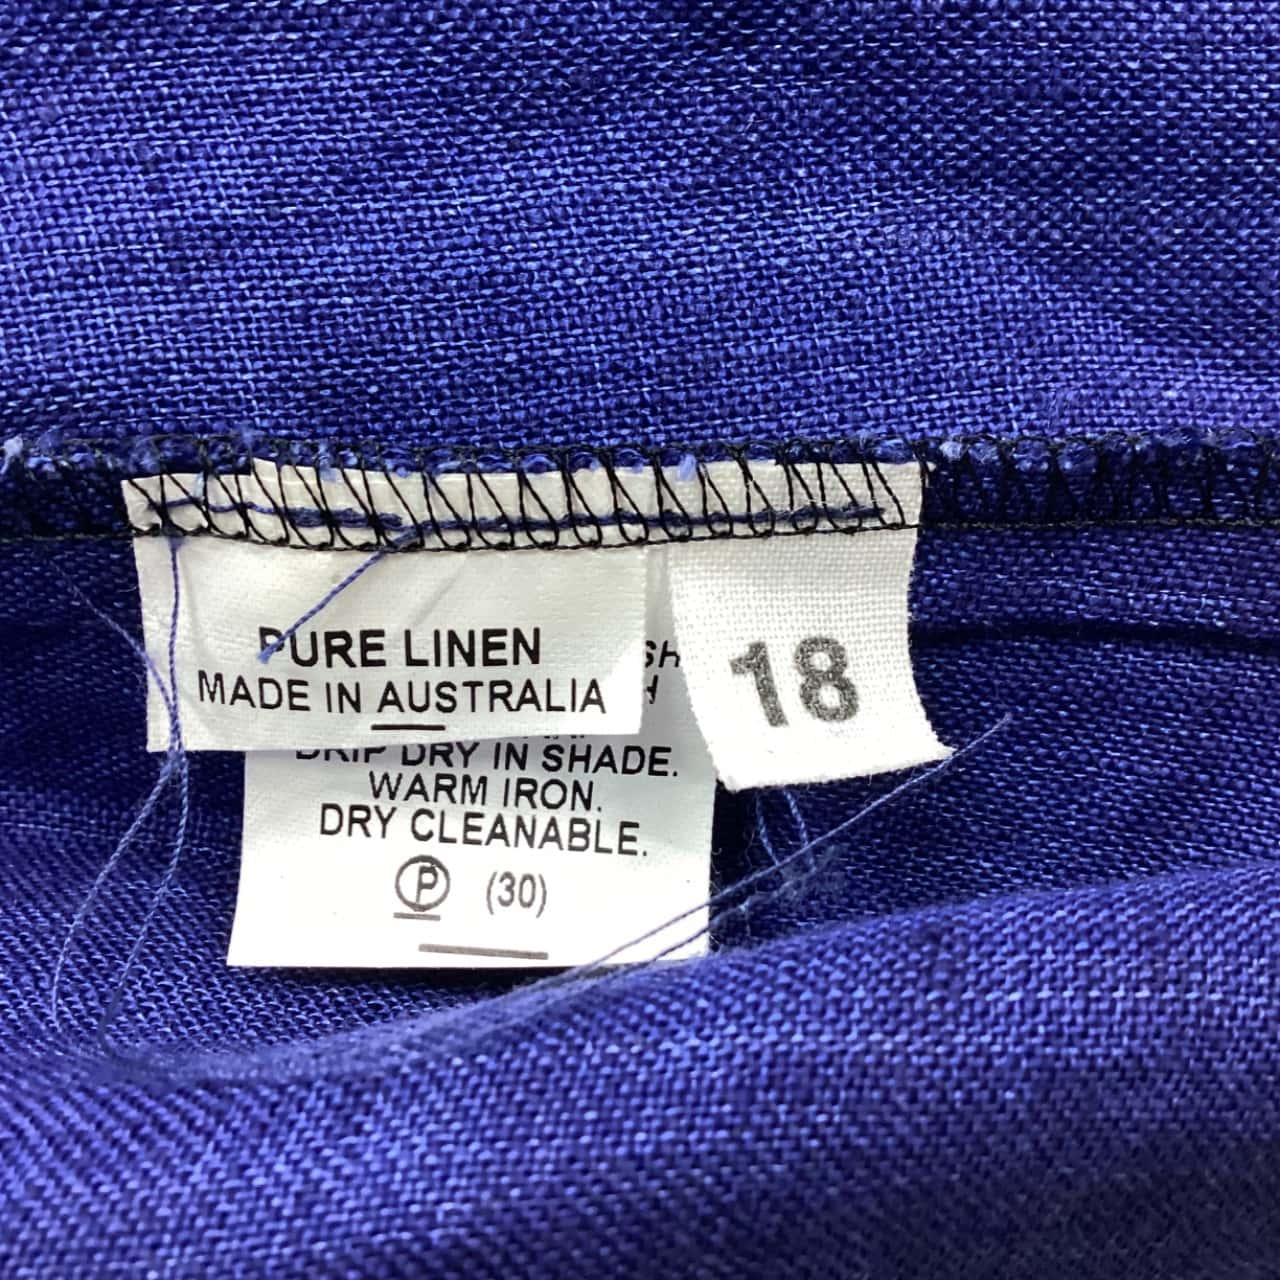 PURE LINEN
MADE IN AUSTRALIA
18
DRIP DRY IN SHADE.
WARM IRON.
DRY CLEANABLE.
P (30)